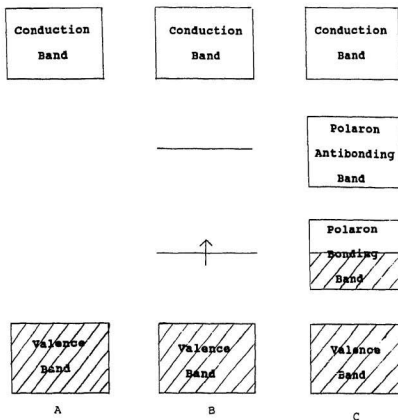 Conduction
Band
Conduction
Band
Conduction
Band
Polaron
Antibonding
Band
Polaron
Bonding
Band
Valence
Band
Valence
Band
Valence
Band
A
B
C